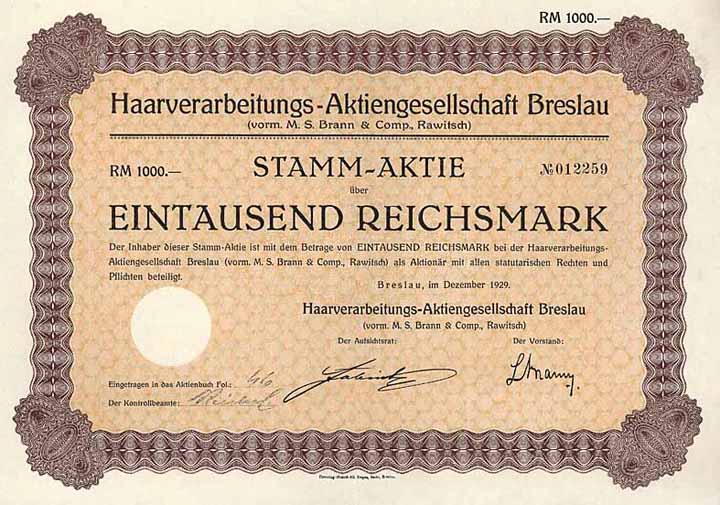 RM 1000.—
Haarverarbeitungs-Aktiengesellschaft Breslau
(vorm. M. S. Brann & Comp., Rawitsch)
RM 1000.— STAMM-AKTIE № 012259
über
EINTAUSEND REICHSMARK
Der Inhaber dieser Stamm-Aktie ist mit dem Betrage von EINTAUSEND REICHSMARK bei der Haarverarbeitungs-
Aktiengesellschaft Breslau (vorm. M. S. Brann & Comp., Rawitsch) als Aktionär mit allen statutarischen Rechten und
Pflichten beteiligt.
Breslau, im Dezember 1929.
Haarverarbeitungs-Aktiengesellschaft Breslau
(vorm. M. S. Brann & Comp., Rawitsch)
Der Aufsichtsrat: Der Vorstand:
Eingetragen in das Aktienbuch Fol.:
Der Kontrollbeamte: